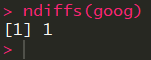 > ndiffs(goog)
[1] 1
>